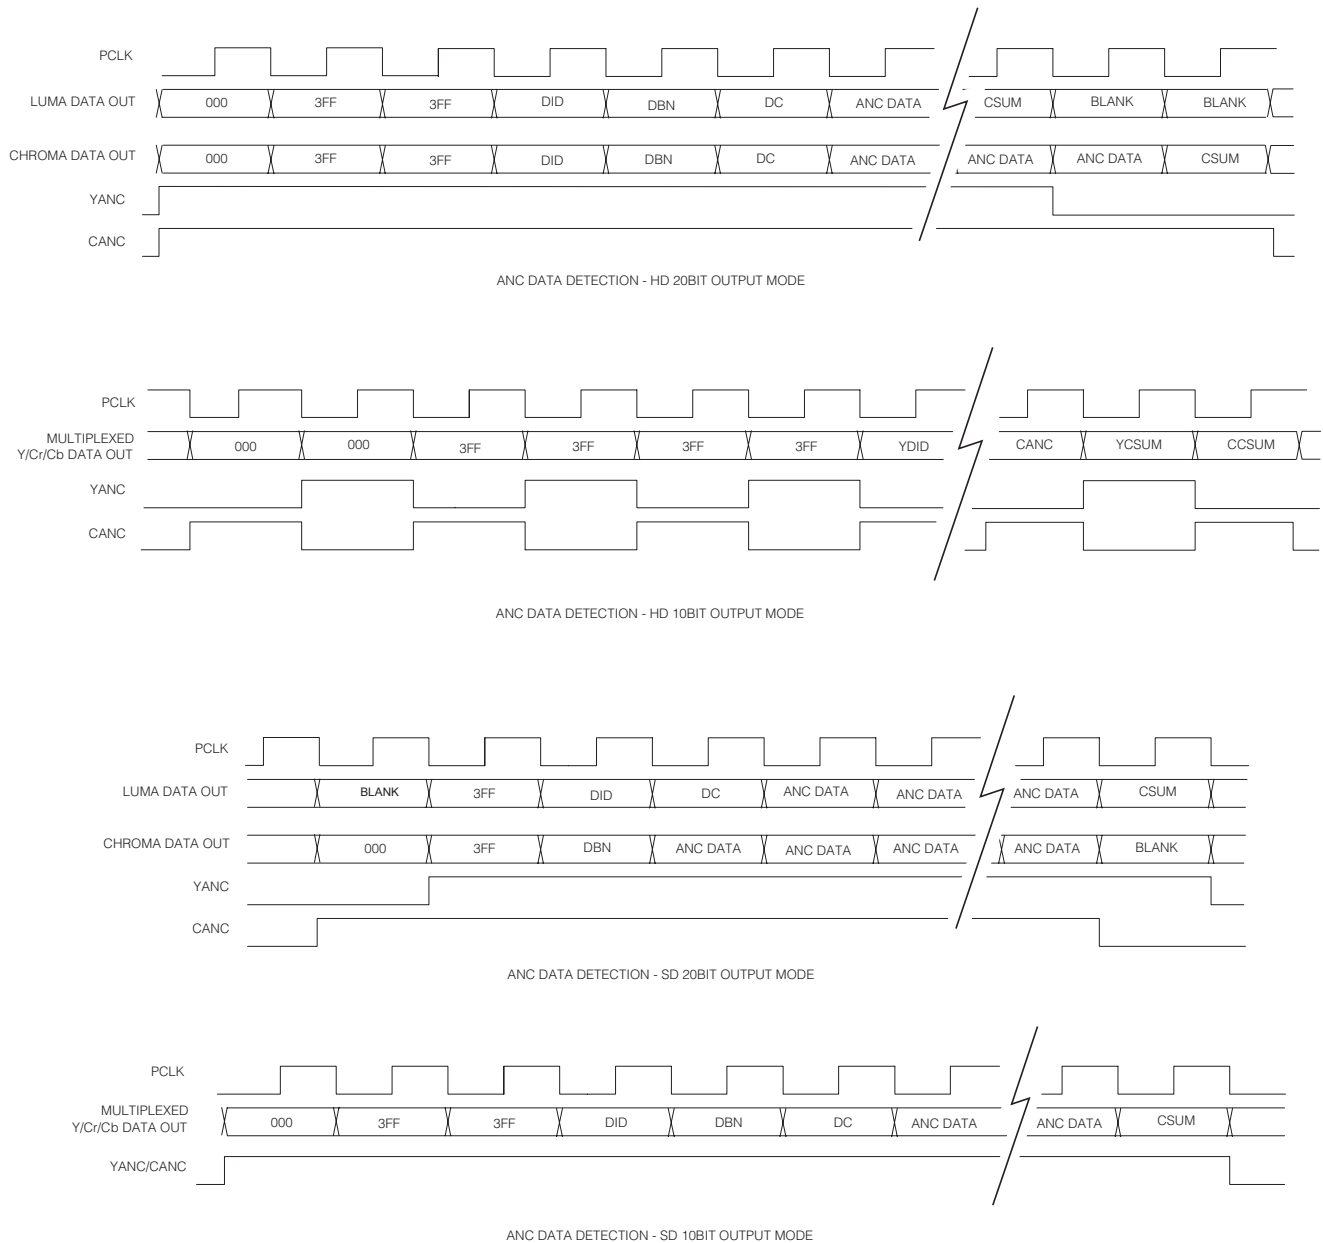 PCLK
LUMA DATA OUT 000 3FF 3FF DID DBN DC ANC DATA CSUM BLANK BLANK
CHROMA DATA OUT 000 3FF 3FF DID DBN DC ANC DATA ANC DATA ANC DATA CSUM
YANC
CANC
ANC DATA DETECTION - HD 20BIT OUTPUT MODE
PCLK
MULTIPLEXED
Y/Cr/Cb DATA OUT 000 000 3FF 3FF 3FF 3FF YDID CANC YCSUM CCSUM
YANC
CANC
ANC DATA DETECTION - HD 10BIT OUTPUT MODE
PCLK
LUMA DATA OUT BLANK 3FF DID DC ANC DATA ANC DATA ANC DATA CSUM
CHROMA DATA OUT 000 3FF DBN ANC DATA ANC DATA ANC DATA ANC DATA BLANK
YANC
CANC
ANC DATA DETECTION - SD 20BIT OUTPUT MODE
PCLK
MULTIPLEXED
Y/Cr/Cb DATA OUT 000 3FF 3FF DID DBN DC ANC DATA ANC DATA CSUM
YANC/CANC
ANC DATA DETECTION - SD 10BIT OUTPUT MODE